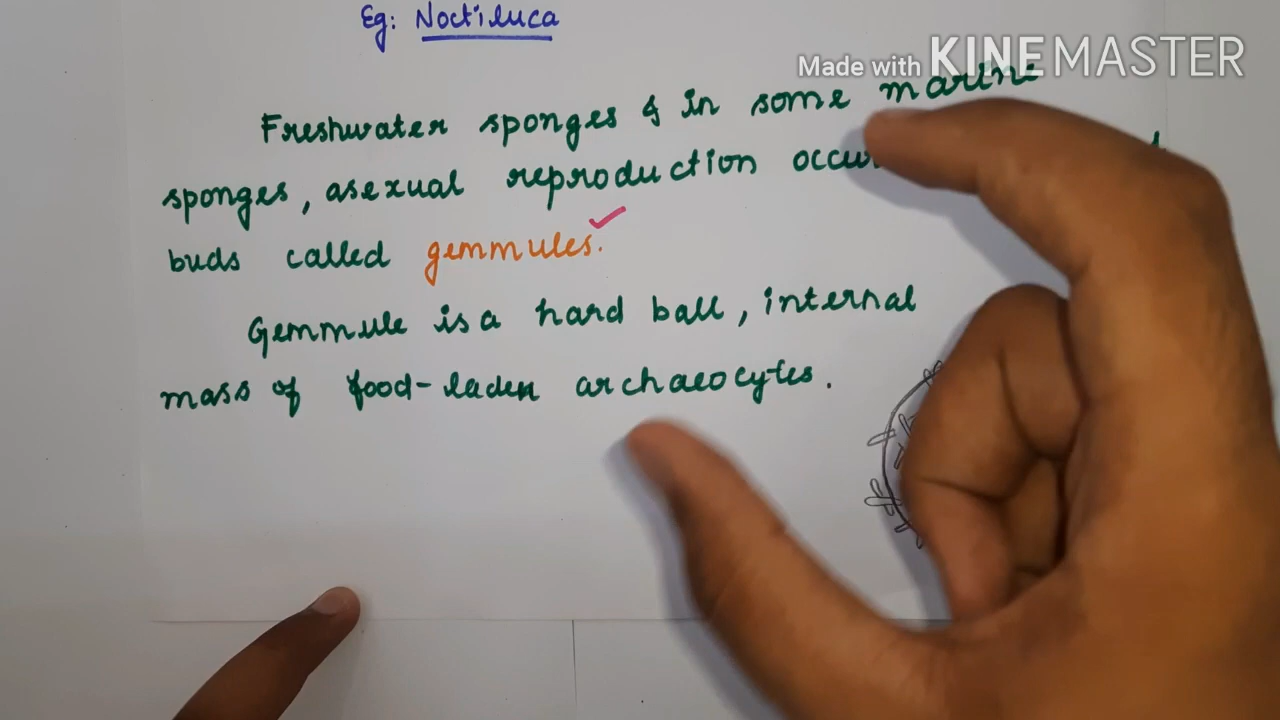 Eg: Noctiluca
Made with KINEMASTER
Freshwater sponges & in some marine
sponges, asexual reproduction
buds called gemmules.
Gemmule is a hard ball, internal
mass of food-laden archaeocytes.